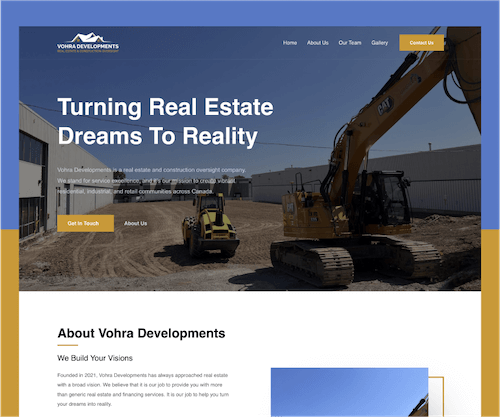 VOHRA DEVELOPMENTS
REAL ESTATE & CONSTRUCTION OVERSIGHT
Home About Us Our Team Gallery Contact Us
Turning Real Estate
Dreams To Reality
Vohra Developments is a real estate and construction oversight company.
We stand for service excellence, and it's our mission to create vibrant,
residential, industrial, and retail communities across Canada.
Get In Touch About Us
CAT
About Vohra Developments
We Build Your Visions
Founded in 2021, Vohra Developments has always approached real estate
with a broad vision. We believe that it is our job to provide you with more
than generic real estate and financing services. It is our job to help you turn
your dreams into reality.